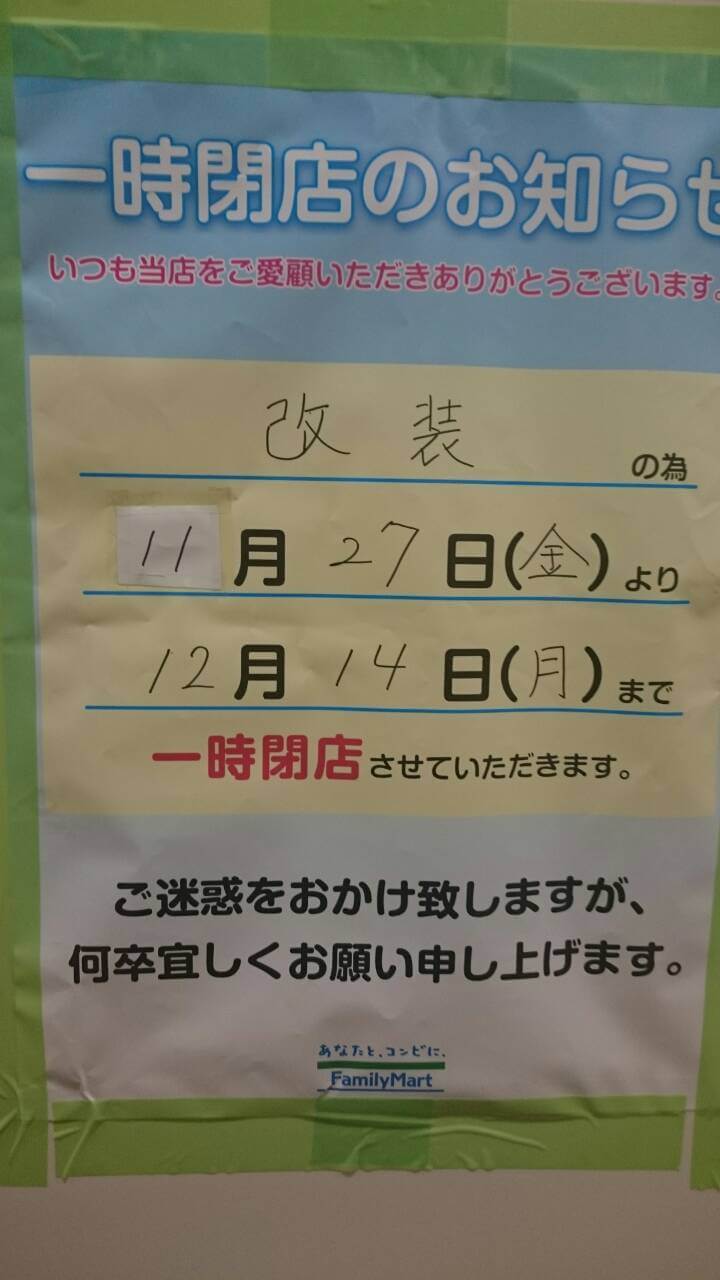 一時閉店のお知らせ
いつも当店をご愛顧いただきありがとうございます。
改装の為
11月27日(金)より
12月14日(月)まで
一時閉店させていただきます。
ご迷惑をおかけ致しますが、
何卒宜しくお願い申し上げます。
あなたと、コンビに、
FamilyMart